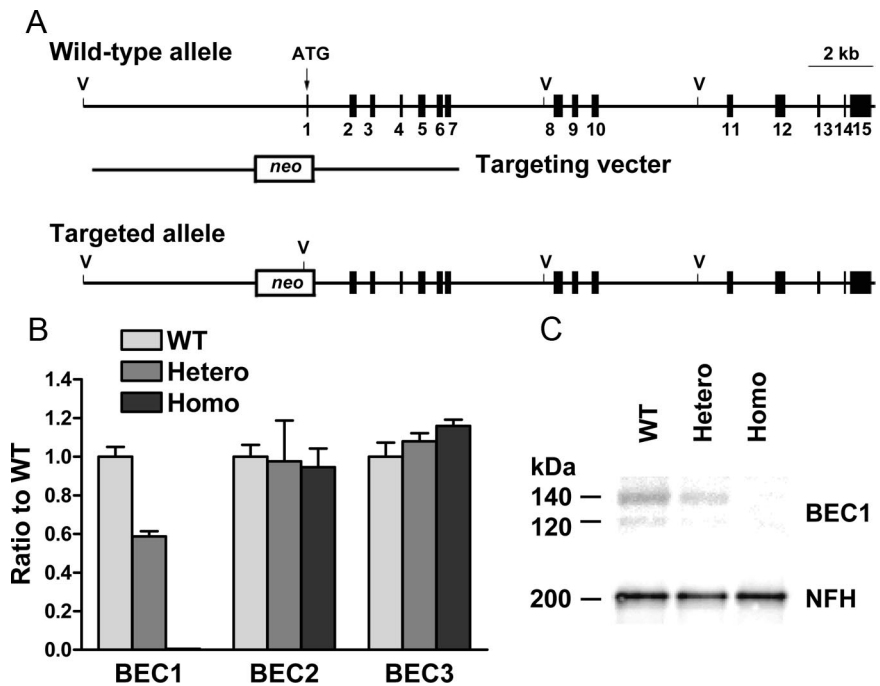 A
Wild-type allele
ATG
2 kb
V V V
1 2 3 4 5 6 7 8 9 10 11 12 13 14 15
neo
Targeting vecter
Targeted allele
V V V V
neo
B
WT
Hetero
Homo
Ratio to WT
1.4
1.2
1.0
0.8
0.6
0.4
0.2
0.0
BEC1 BEC2 BEC3
C
WT Hetero Homo
kDa
140
120
BEC1
200
NFH